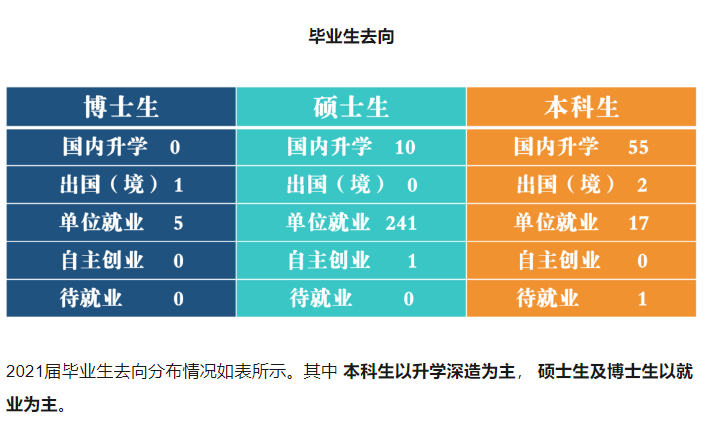 毕业生去向
博士生 硕士生 本科生
国内升学 0 国内升学 10 国内升学 55
出国（境） 1 出国（境） 0 出国（境） 2
单位就业 5 单位就业 241 单位就业 17
自主创业 0 自主创业 1 自主创业 0
待就业 0 待就业 0 待就业 1
2021届毕业生去向分布情况如表所示。其中 本科生以升学深造为主， 硕士生及博士生以就
业为主。